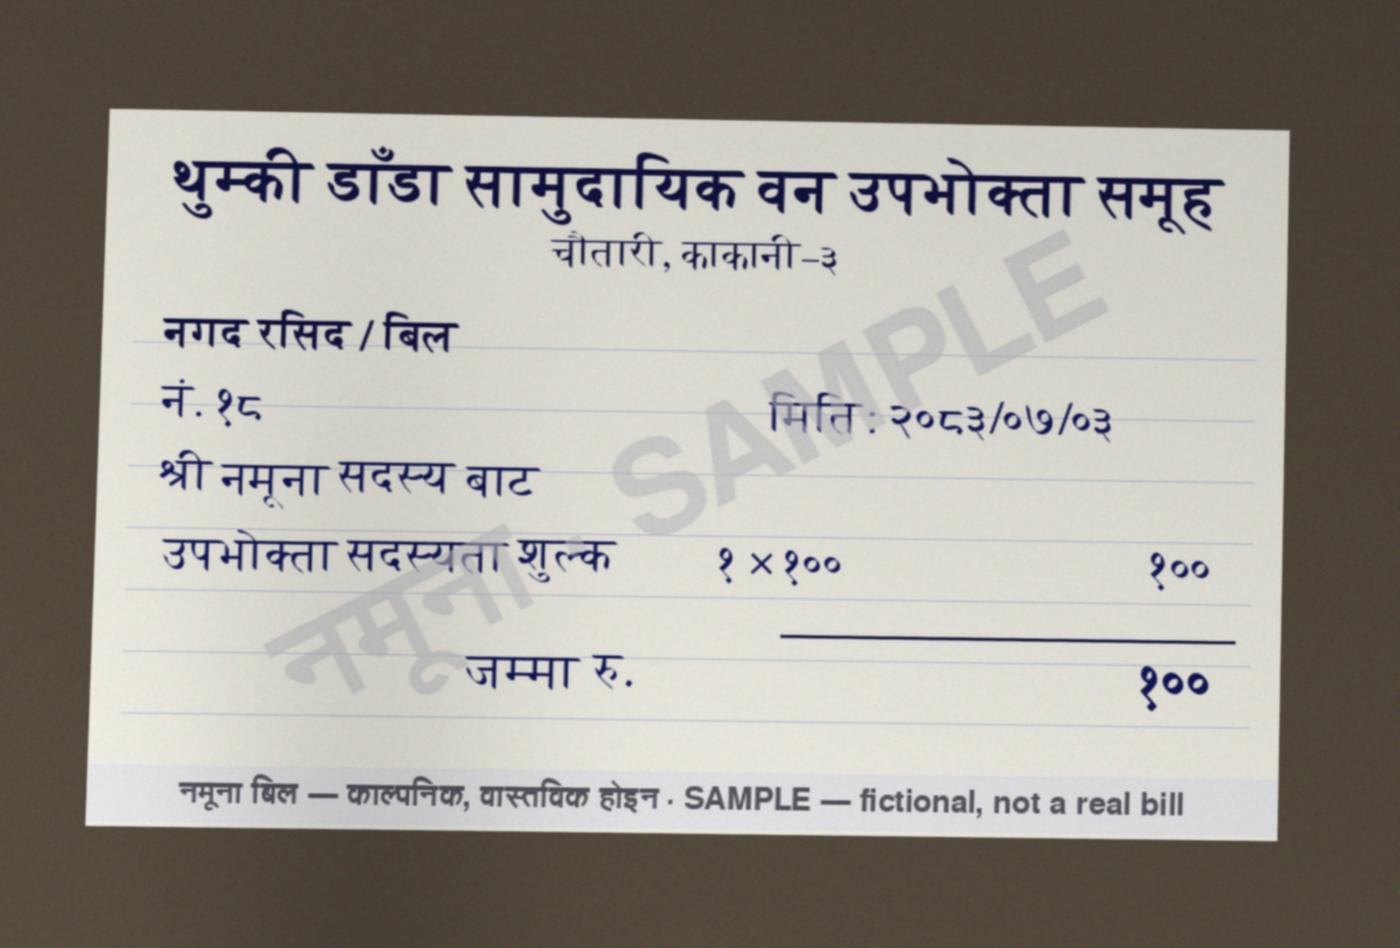 थुम्की डाँडा सामुदायिक वन उपभोक्ता समूह
चौतारी, काकानी–३
नगद रसिद / बिल
नं. १८ मिति : २०८३/०७/०३
श्री नमूना सदस्य बाट
उपभोक्ता सदस्यता शुल्क १ × १०० १००
जम्मा रु. १००
नमूना · SAMPLE
नमूना बिल — काल्पनिक, वास्तविक होइन · SAMPLE — fictional, not a real bill